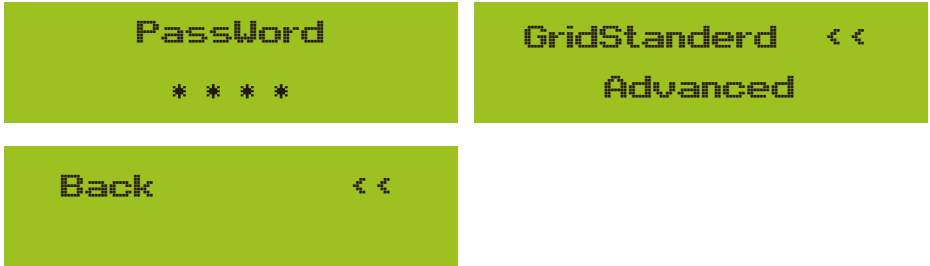 PassWord
* * * *
GridStanderd <<
Advanced
Back <<